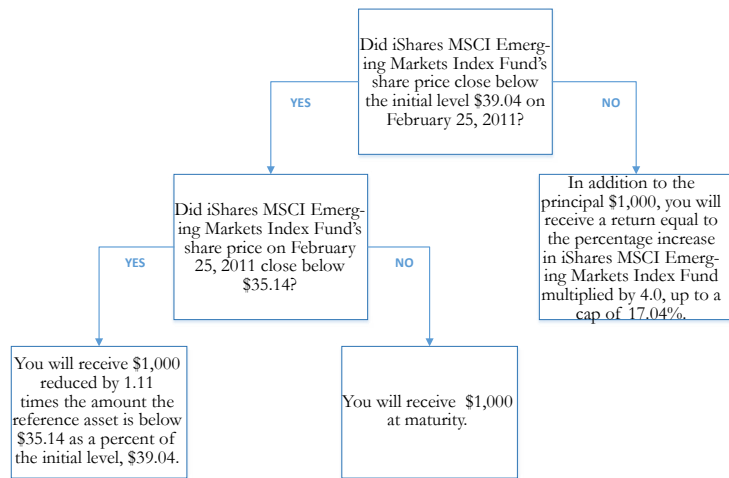 Did iShares MSCI Emerg-
ing Markets Index Fund's
share price close below
the initial level $39.04 on
February 25, 2011?
YES
NO
Did iShares MSCI Emerg-
ing Markets Index Fund's
share price on February
25, 2011 close below
$35.14?
In addition to the
principal $1,000, you will
receive a return equal to
the percentage increase
in iShares MSCI Emerg-
ing Markets Index Fund
multiplied by 4.0, up to a
cap of 17.04%.
YES
NO
You will receive $1,000
reduced by 1.11
times the amount the
reference asset is below
$35.14 as a percent of
the initial level, $39.04.
You will receive $1,000
at maturity.